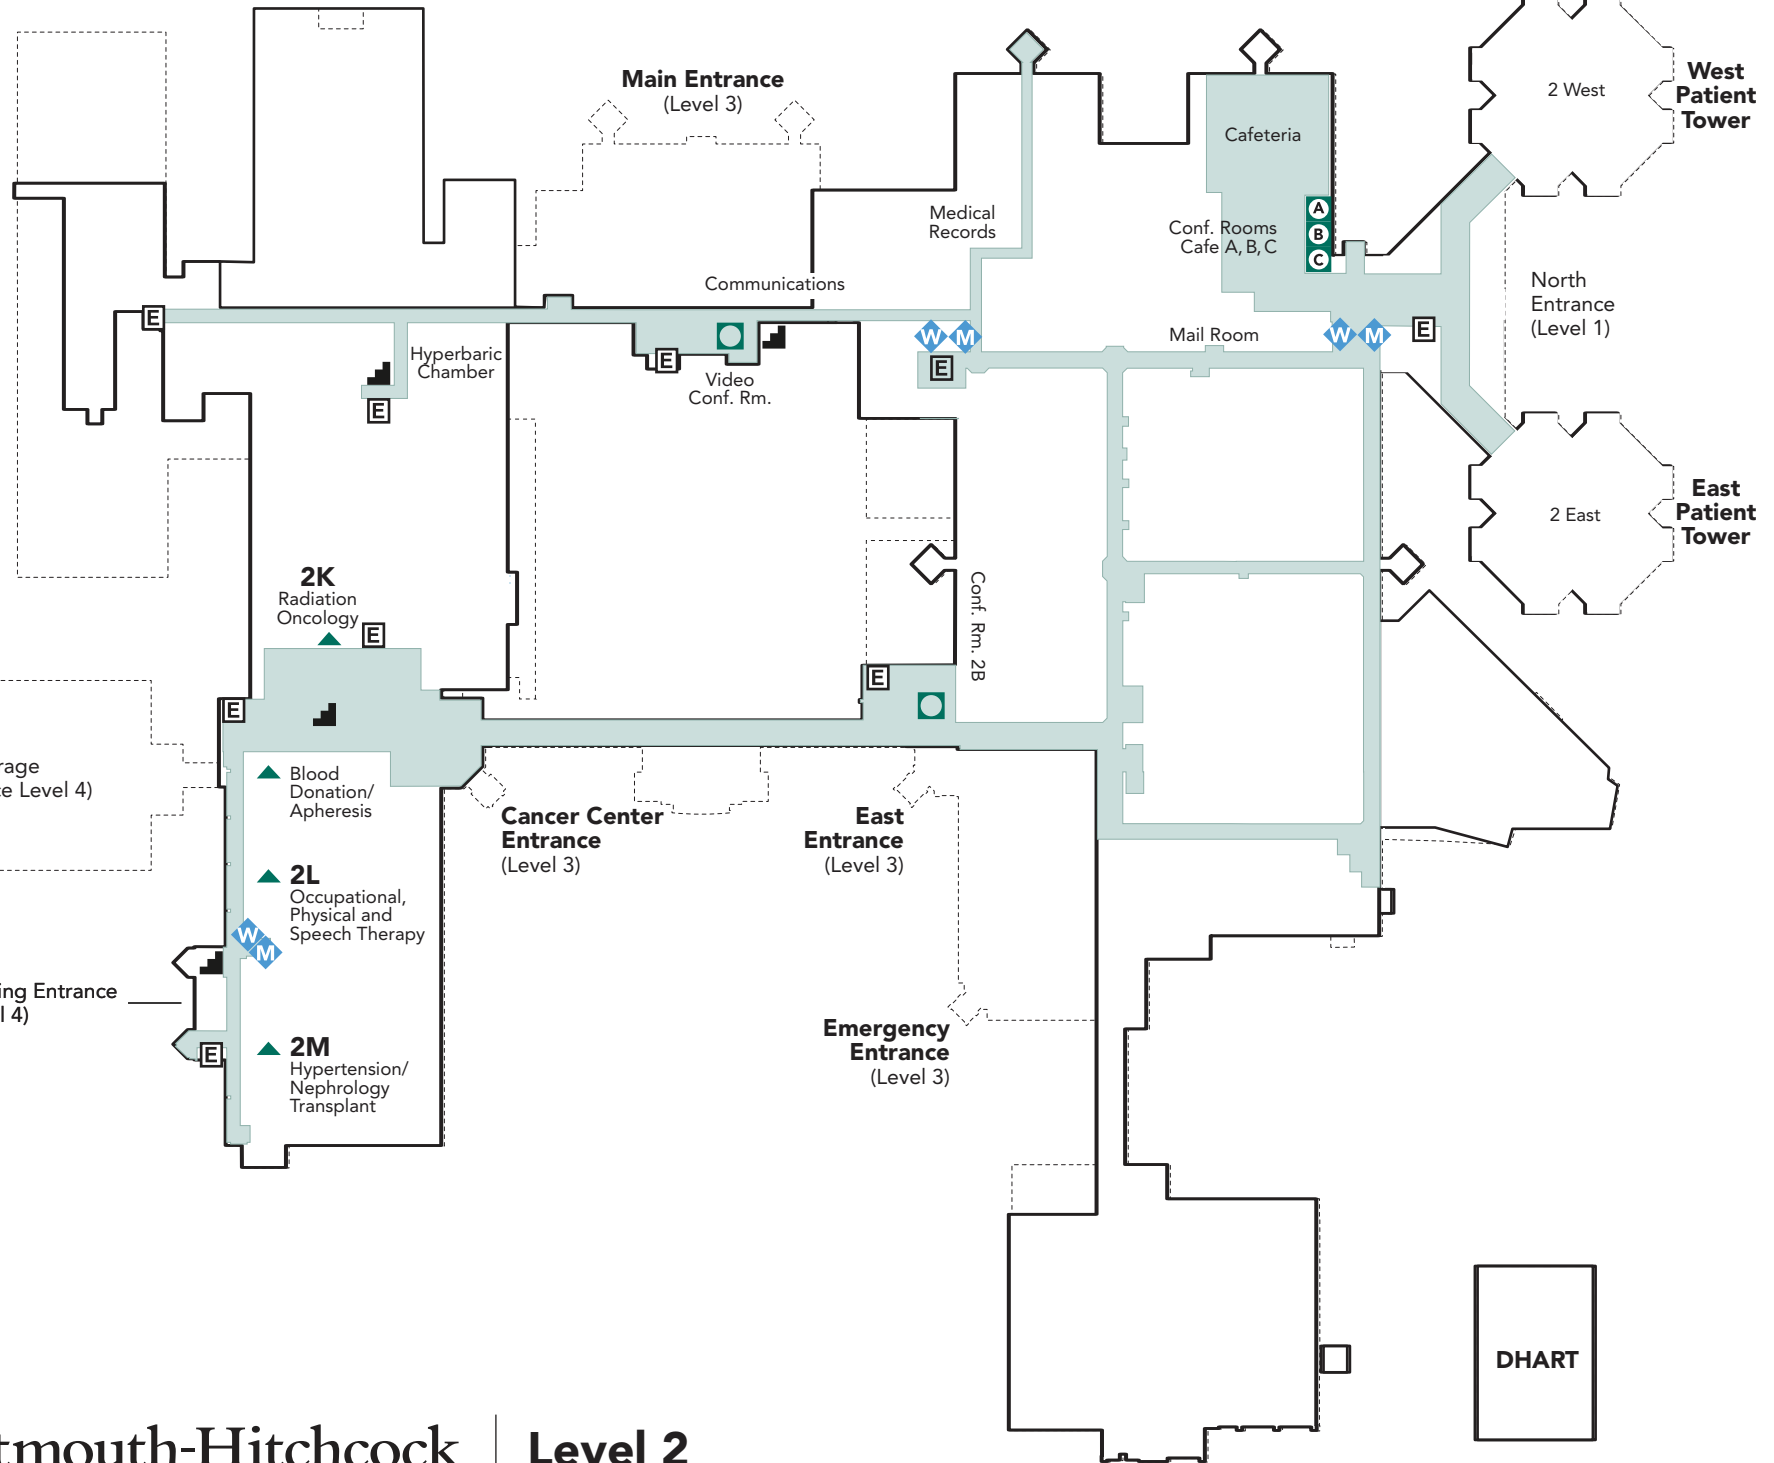 Main Entrance
(Level 3)
2 West
West
Patient
Tower
Cafeteria
A
B
C
Medical
Records
Conf. Rooms
Cafe A, B, C
Communications
North
Entrance
(Level 1)
E
W M
Mail Room
W M
E
Hyperbaric
Chamber
E
Video
Conf. Rm.
E
E
East
Patient
Tower
2 East
2K
Radiation
Oncology
E
Conf. Rm. 2B
E
E
rage
Level 4)
Blood
Donation/
Apheresis
Cancer Center
Entrance
(Level 3)
East
Entrance
(Level 3)
2L
Occupational,
Physical and
Speech Therapy
W
M
ing Entrance
l 4)
Emergency
Entrance
(Level 3)
E
2M
Hypertension/
Nephrology
Transplant
DHART
tmouth-Hitchcock
Level 2